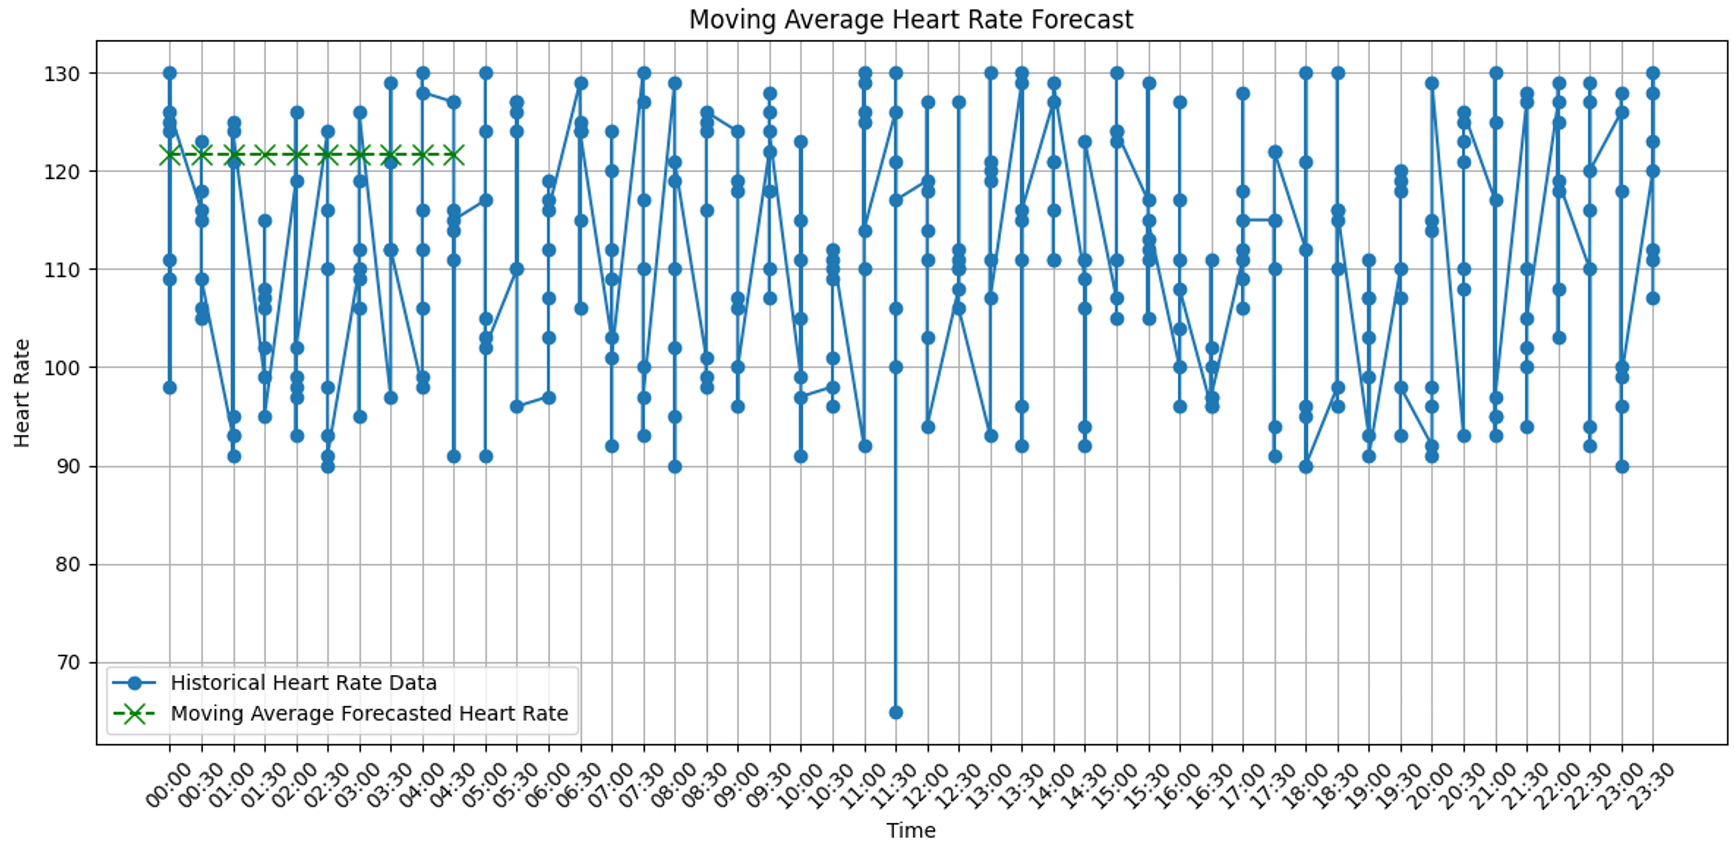 Moving Average Heart Rate Forecast
130
120
110
100
90
80
70
Heart Rate
Historical Heart Rate Data
Moving Average Forecasted Heart Rate
00:00 00:30 01:00 01:30 02:00 02:30 03:00 03:30 04:00 04:30 05:00 05:30 06:00 06:30 07:00 07:30 08:00 08:30 09:00 09:30 10:00 10:30 11:00 11:30 12:00 12:30 13:00 13:30 14:00 14:30 15:00 15:30 16:00 16:30 17:00 17:30 18:00 18:30 19:00 19:30 20:00 20:30 21:00 21:30 22:00 22:30 23:00 23:30
Time